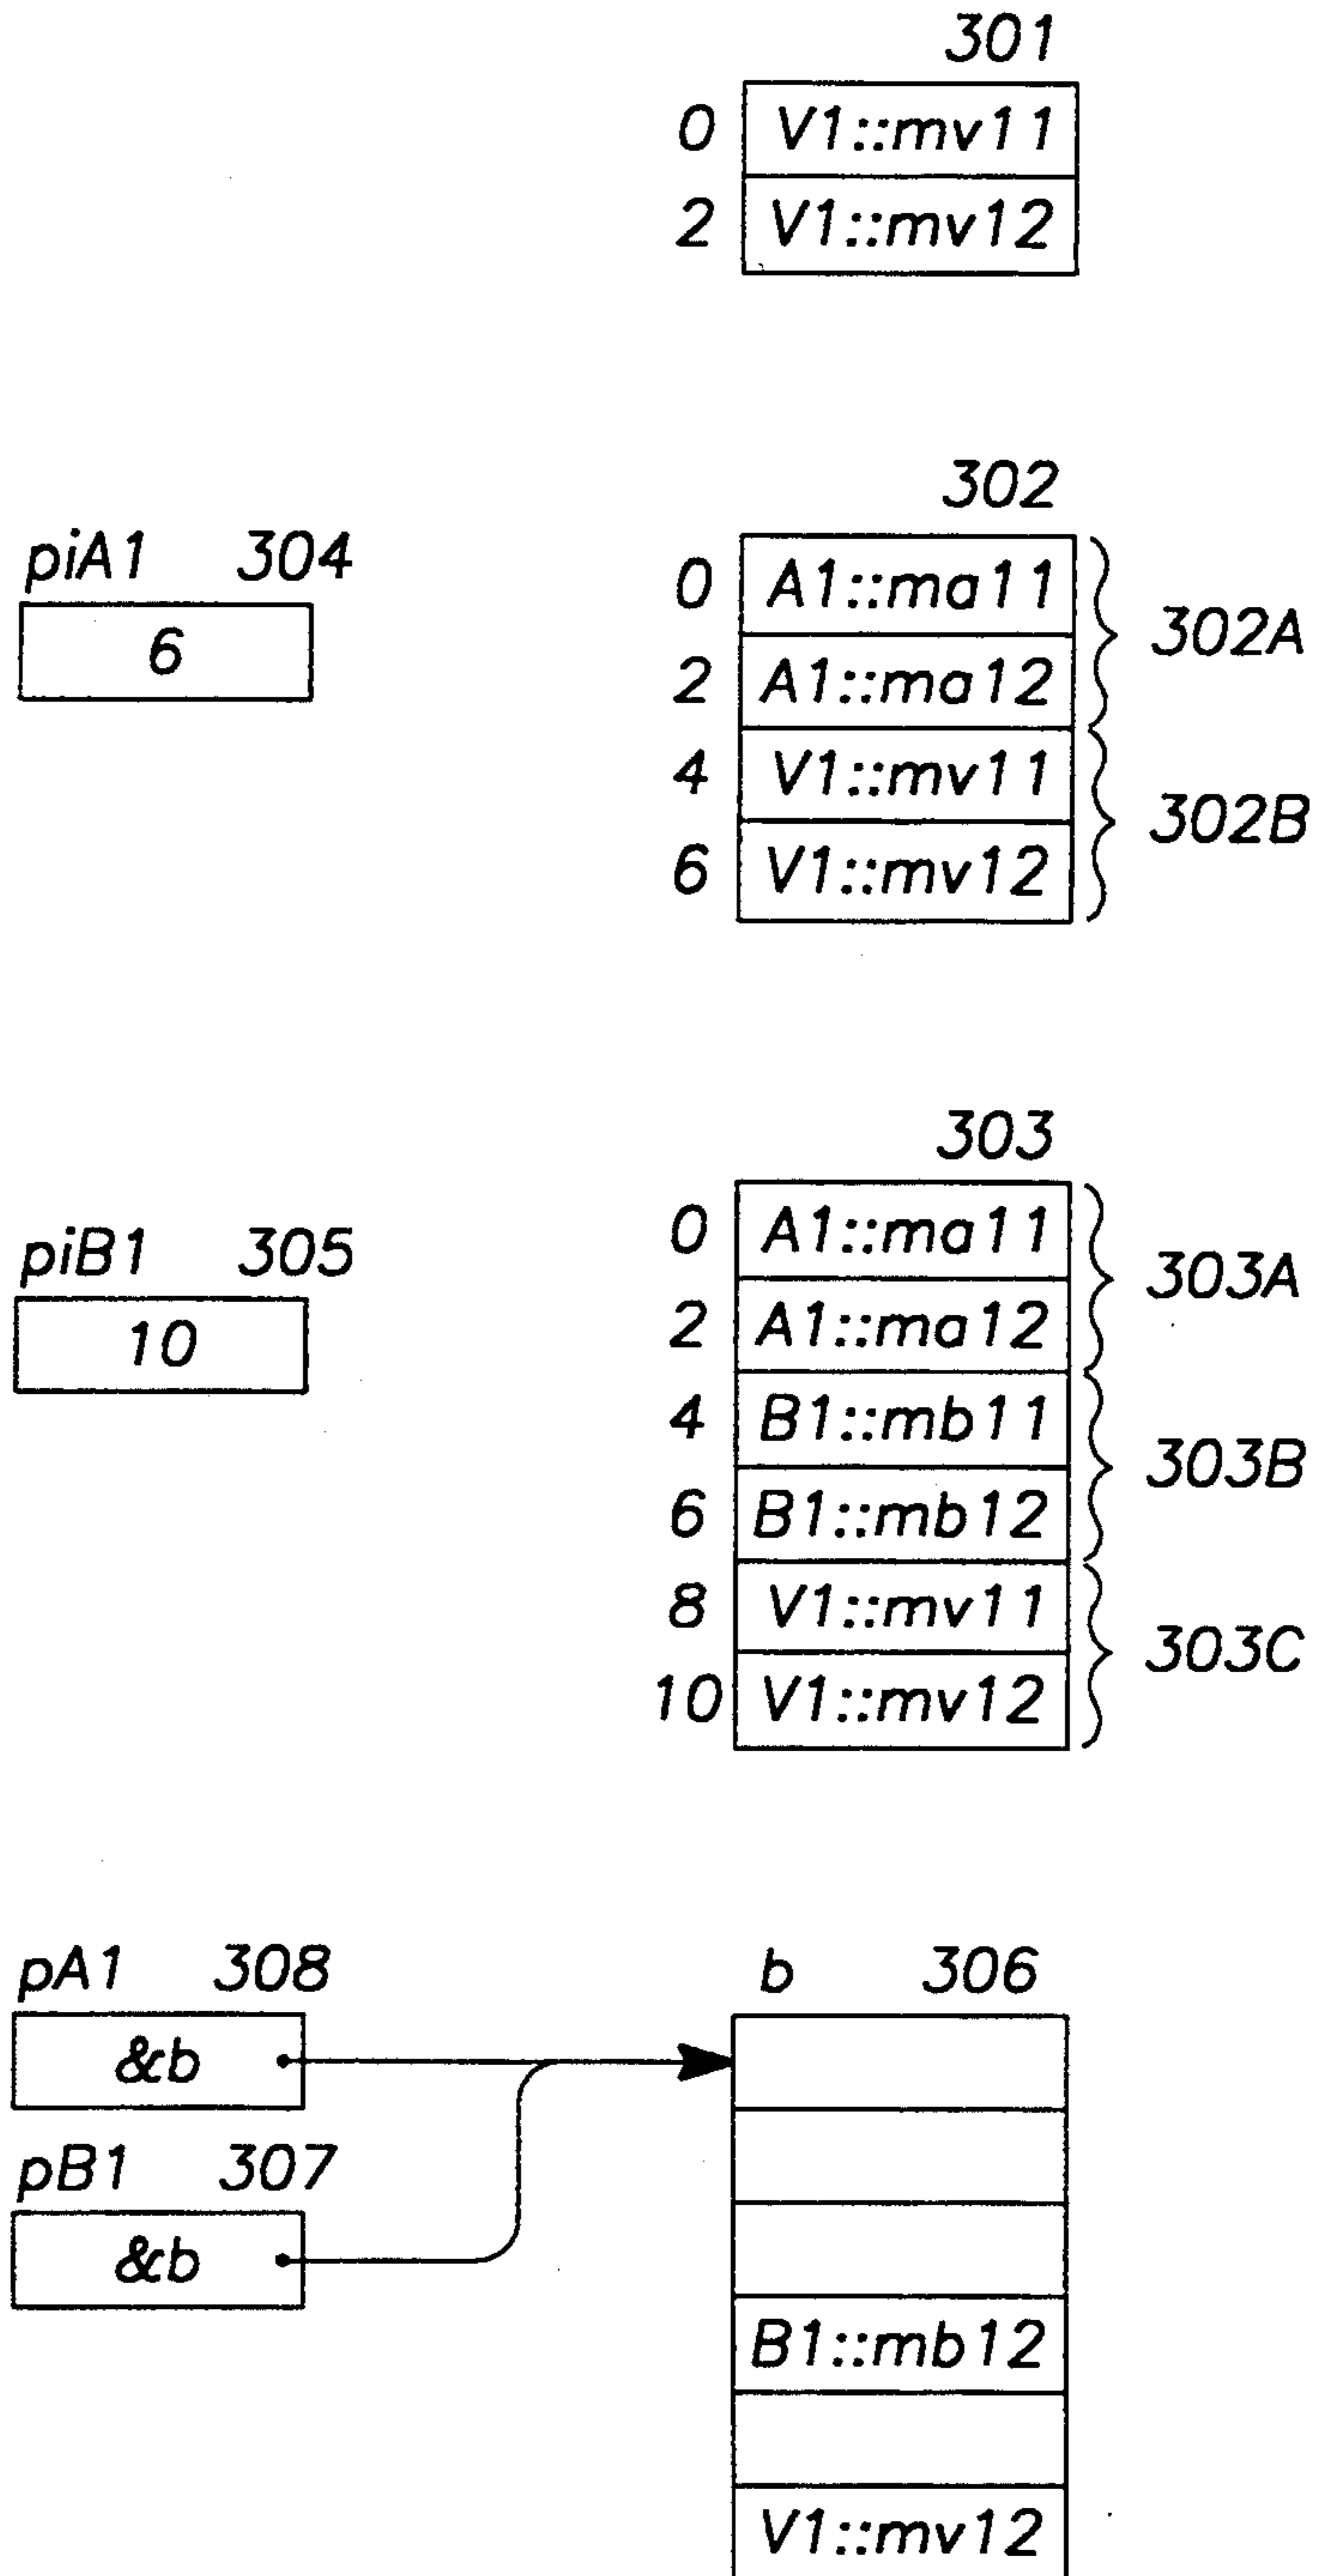 301
0 V1::mv11
2 V1::mv12
302
piA1 304
6
0 A1::ma11
2 A1::ma12
302A
4 V1::mv11
6 V1::mv12
302B
303
piB1 305
10
0 A1::ma11
2 A1::ma12
303A
4 B1::mb11
6 B1::mb12
303B
8 V1::mv11
10 V1::mv12
303C
pA1 308
&b
pB1 307
&b
b 306
B1::mb12
V1::mv12